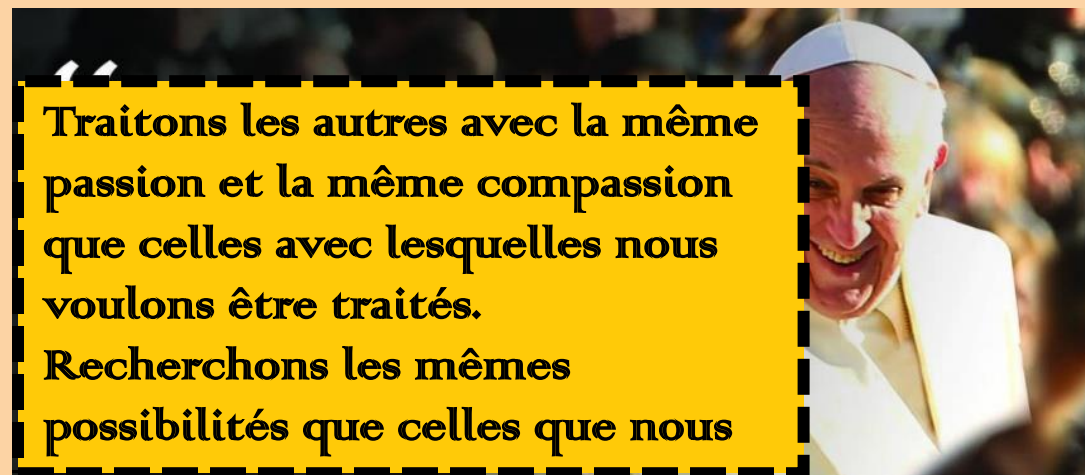 “
Traitons les autres avec la même
passion et la même compassion
que celles avec lesquelles nous
voulons être traités.
Recherchons les mêmes
possibilités que celles que nous